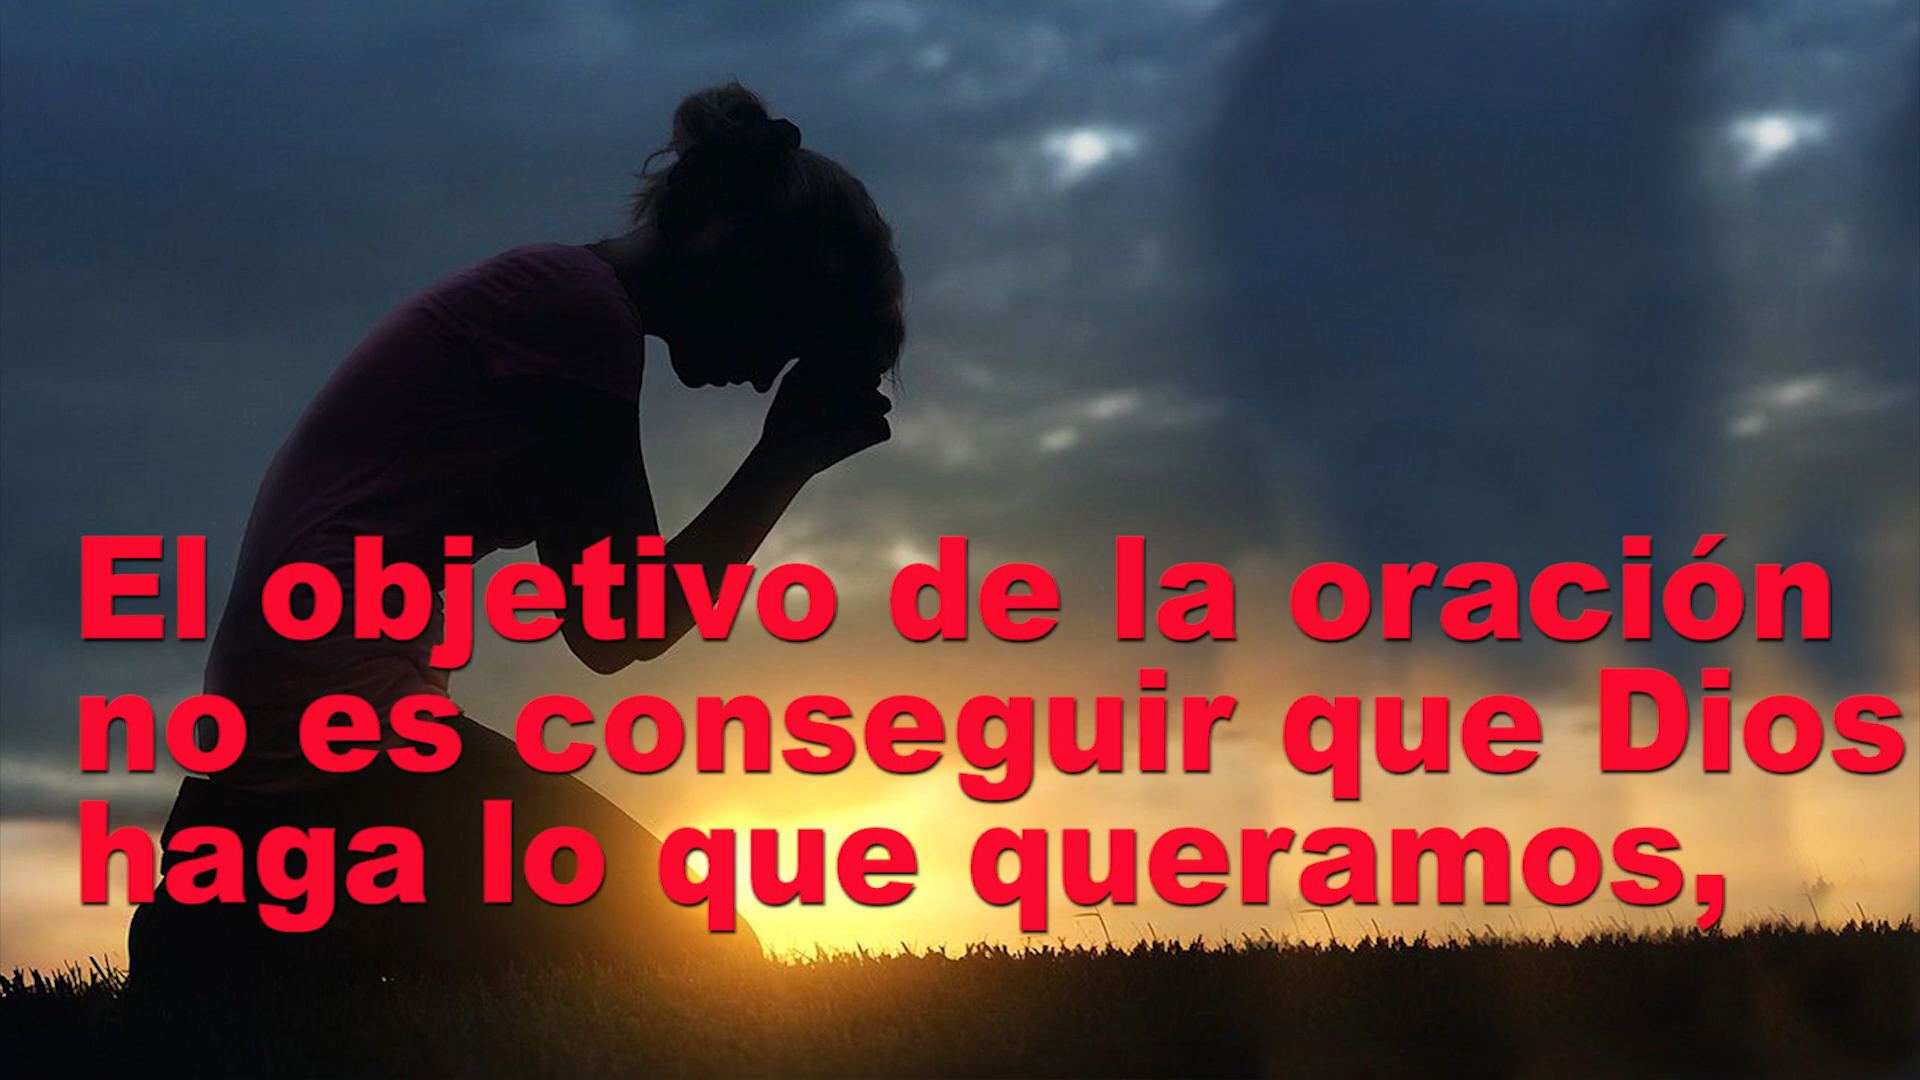 El objetivo de la oración
no es conseguir que Dios
haga lo que queramos,